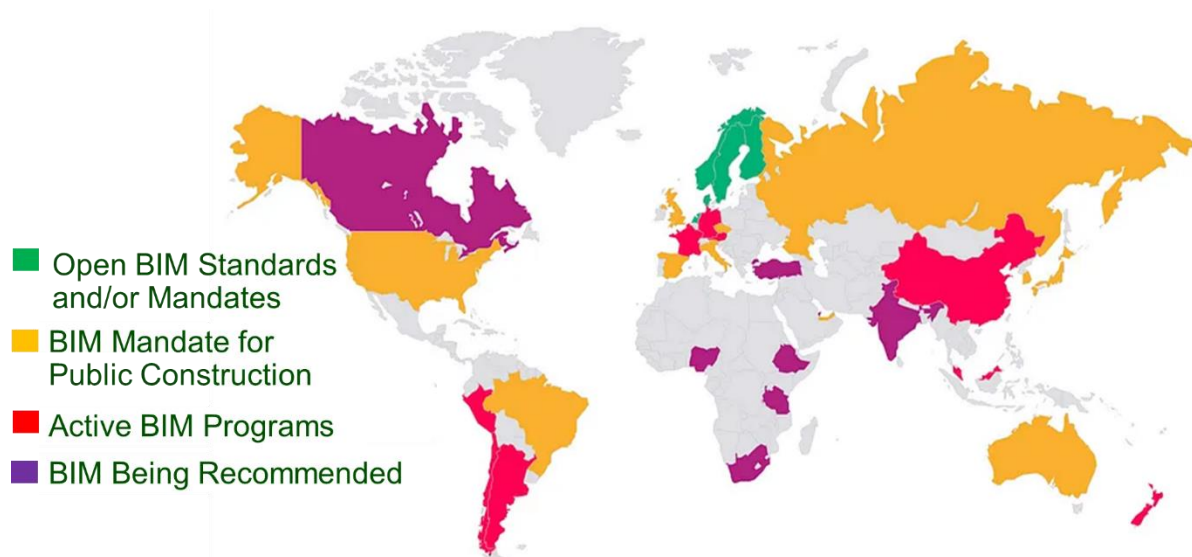 Open BIM Standards
and/or Mandates
BIM Mandate for
Public Construction
Active BIM Programs
BIM Being Recommended